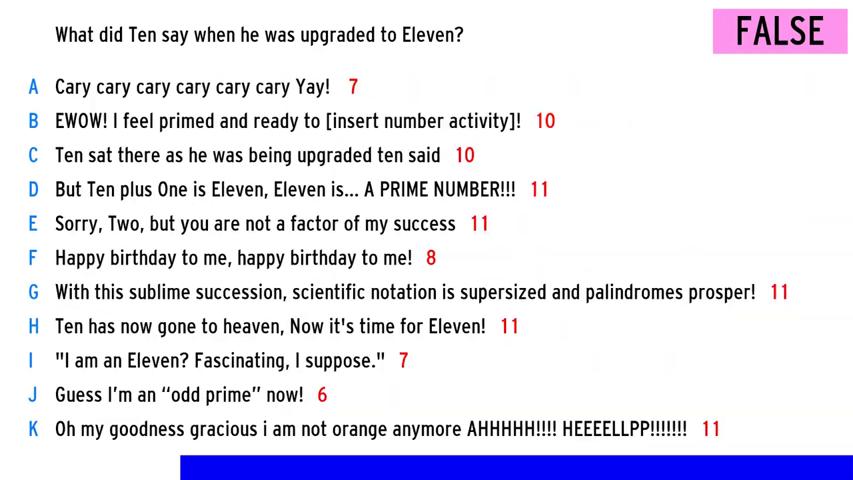 What did Ten say when he was upgraded to Eleven?
FALSE
A Cary cary cary cary cary cary Yay! 7
B EWOW! I feel primed and ready to [insert number activity]! 10
C Ten sat there as he was being upgraded ten said 10
D But Ten plus One is Eleven, Eleven is... A PRIME NUMBER!!! 11
E Sorry, Two, but you are not a factor of my success 11
F Happy birthday to me, happy birthday to me! 8
G With this sublime succession, scientific notation is supersized and palindromes prosper! 11
H Ten has now gone to heaven, Now it's time for Eleven! 11
I "I am an Eleven? Fascinating, I suppose." 7
J Guess I’m an “odd prime” now! 6
K Oh my goodness gracious i am not orange anymore AHHHHH!!!! HEEEELLPP!!!!!!! 11